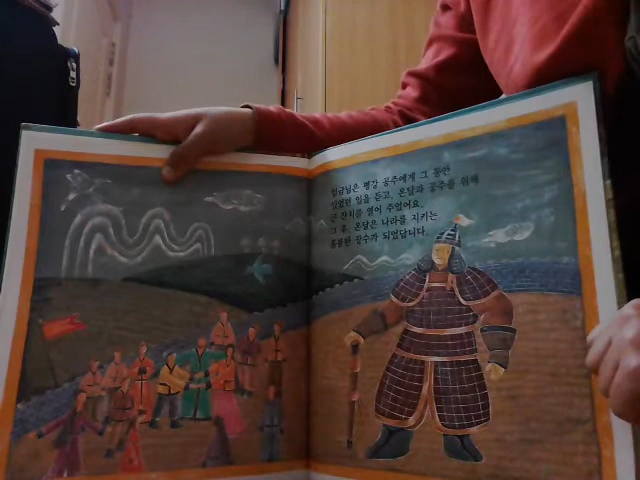 임금님은 평강 공주에게 그 동안
있었던 일을 듣고, 온달과 공주를 위해
큰 잔치를 열어 주었어요.
그 후, 온달은 나라를 지키는
훌륭한 장수가 되었답니다.